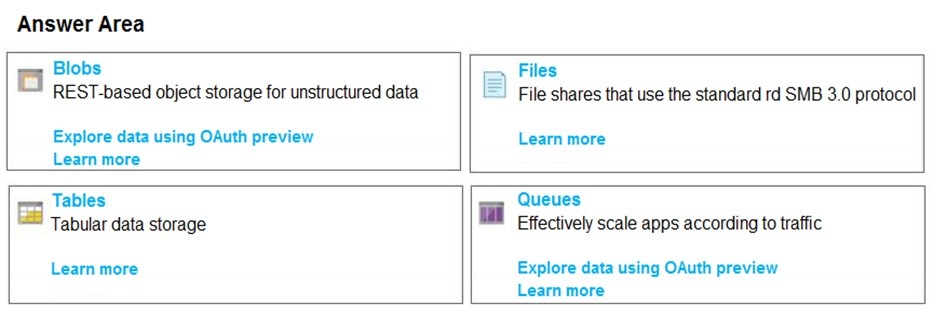 Answer Area
Blobs
REST-based object storage for unstructured data
Explore data using OAuth preview
Learn more
Files
File shares that use the standard rd SMB 3.0 protocol
Learn more
Tables
Tabular data storage
Learn more
Queues
Effectively scale apps according to traffic
Explore data using OAuth preview
Learn more